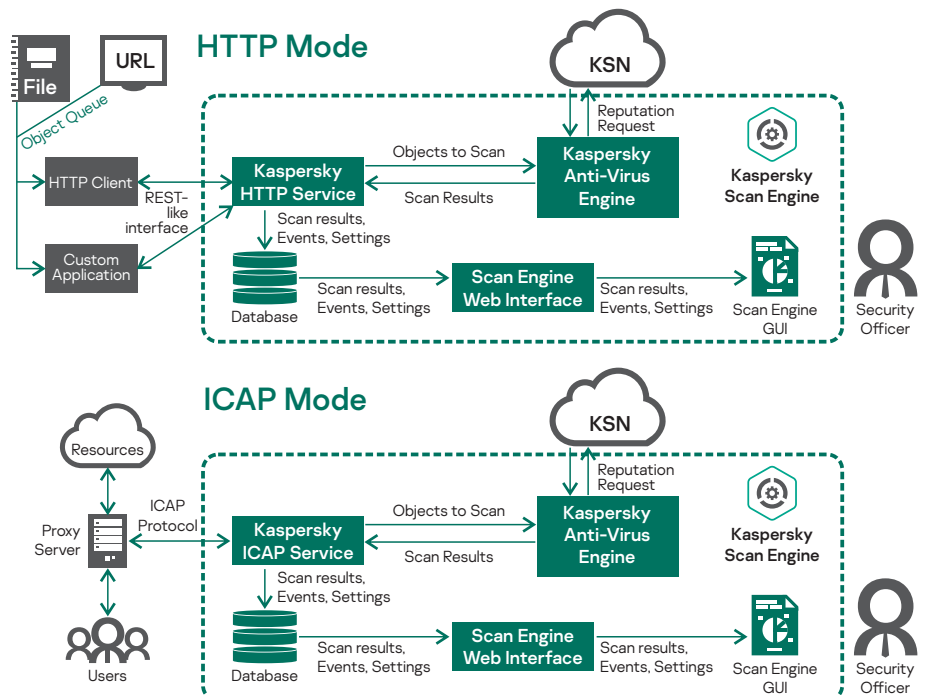 HTTP Mode
File
URL
KSN
Object Queue
Reputation
Request
HTTP Client
REST-
like
interface
Custom
Application
Kaspersky
HTTP Service
Objects to Scan
Scan Results
Kaspersky
Anti-Virus
Engine
Kaspersky
Scan Engine
Scan results,
Events, Settings
Database
Scan results,
Events, Settings
Scan Engine
Web Interface
Scan results,
Events, Settings
Scan Engine
GUI
Security
Officer
ICAP Mode
KSN
Resources
Reputation
Request
Proxy
Server
ICAP
Protocol
Kaspersky
ICAP Service
Objects to Scan
Scan Results
Kaspersky
Anti-Virus
Engine
Kaspersky
Scan Engine
Scan results,
Events, Settings
Users
Database
Scan results,
Events, Settings
Scan Engine
Web Interface
Scan results,
Events, Settings
Scan Engine
GUI
Security
Officer